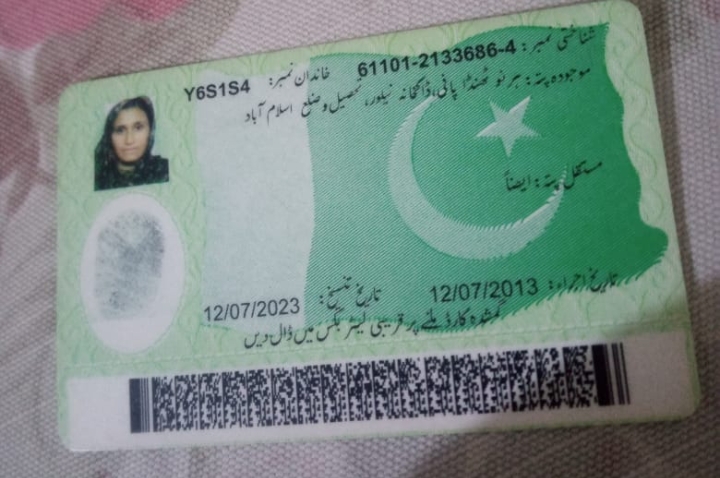 شناختی نمبر: 61101-2133686-4 خاندان نمبر: Y6S1S4
موجودہ پتہ: ہرنو ٹھنڈا پانی، ڈاکخانہ نیلور، تحصیل و ضلع اسلام آباد
مستقل پتہ: ایضاً
تاریخ اجراء: 12/07/2013 تاریخ تنسیخ: 12/07/2023
گمشدہ کارڈ ملنے پر قریبی لیٹر بکس میں ڈال دیں